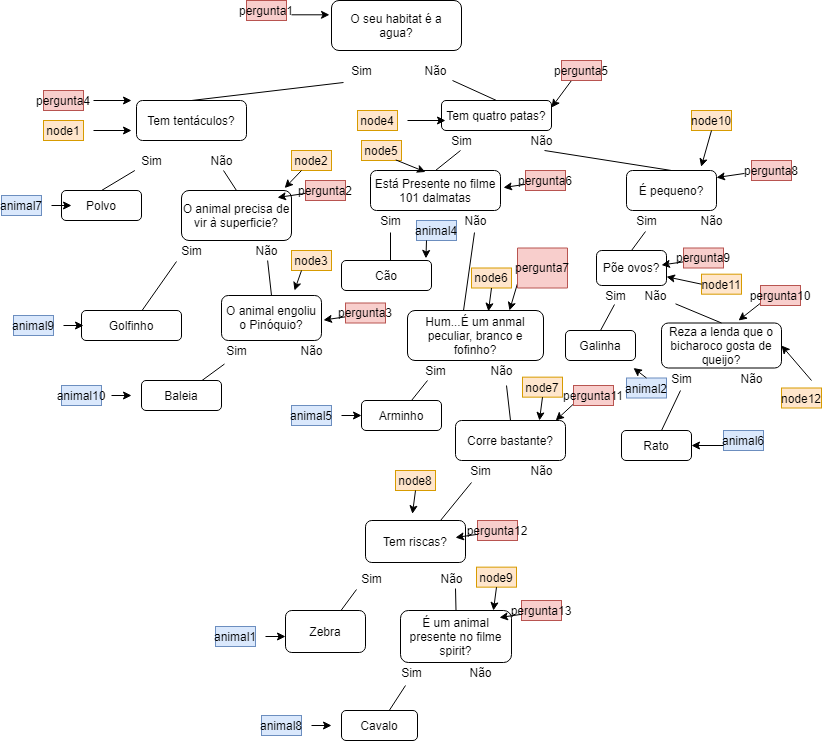 pergunta1
O seu habitat é a
agua?
Sim
Não
pergunta5
pergunta4
node1
Tem tentáculos?
node4
Tem quatro patas?
node10
Sim
Não
node2
node5
Sim
Não
animal7
Polvo
pergunta2
O animal precisa de
vir á superficie?
Está Presente no filme
101 dalmatas
pergunta6
É pequeno?
pergunta8
Sim
Não
Sim
Não
animal4
Sim
Não
node3
Cão
node6
pergunta7
Põe ovos?
pergunta9
node11
animal9
Golfinho
O animal engoliu
o Pinóquio?
pergunta3
Hum...É um anmal
peculiar, branco e
fofinho?
Sim
Não
pergunta10
Galinha
Reza a lenda que o
bicharoco gosta de
queijo?
Sim
Não
Sim
Não
animal2
Sim
Não
node12
animal10
Baleia
node7
pergunta11
animal5
Arminho
Corre bastante?
Rato
animal6
Sim
Não
node8
Tem riscas?
pergunta12
Sim
Não
node9
animal1
Zebra
pergunta13
É um animal
presente no filme
spirit?
Sim
Não
animal8
Cavalo